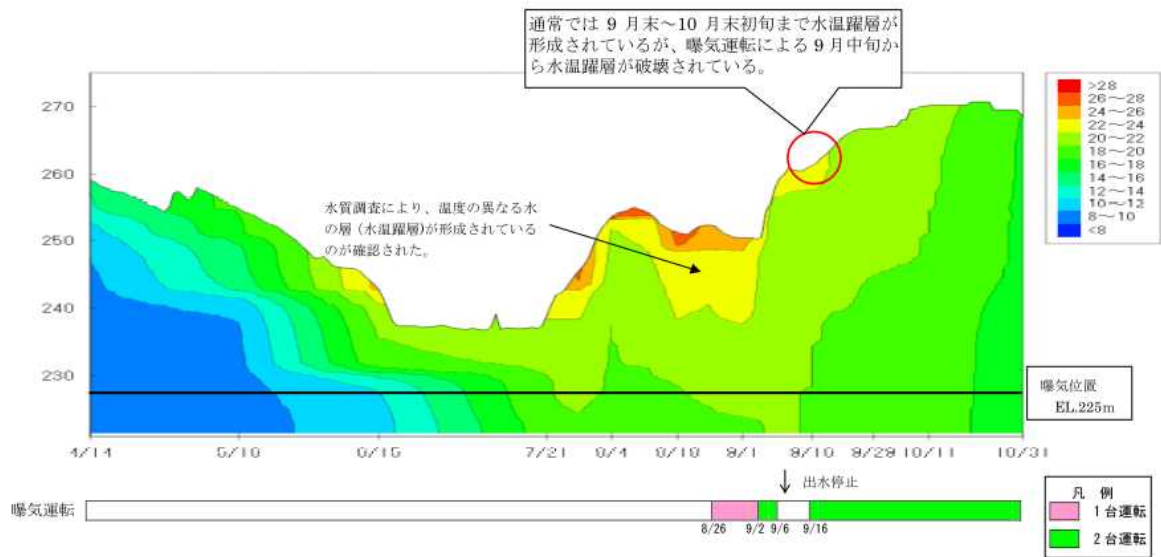 通常では 9 月末～10 月末初旬まで水温躍層が
形成されているが、曝気運転による 9 月中旬か
ら水温躍層が破壊されている。
>28
26～28
24～26
22～24
20～22
18～20
16～18
14～16
12～14
10～12
8～10
<8
270
260
250
240
230
水質調査により、温度の異なる水
の層（水温躍層)が形成されている
のが確認された。
曝気位置
EL.225m
4/14 5/10 6/15 7/21 8/4 8/18 9/1 9/16 9/29 10/11 10/31
出水停止
曝気運転
8/26 9/2 9/6 9/16
凡 例
1 台運転
2 台運転